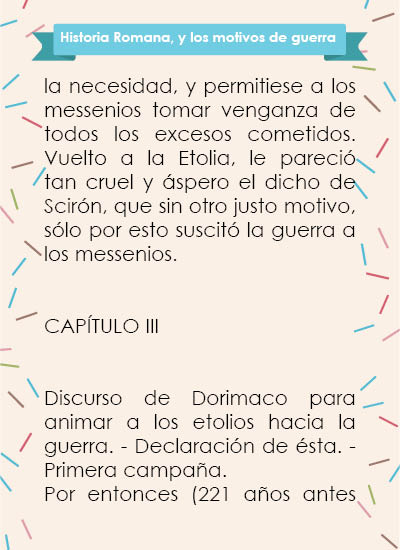 Historia Romana, y los motivos de guerra
la necesidad, y permitiese a los
messenios tomar venganza de
todos los excesos cometidos.
Vuelto a la Etolia, le pareció
tan cruel y áspero el dicho de
Scirón, que sin otro justo motivo,
sólo por esto suscitó la guerra a
los messenios.
CAPÍTULO III
Discurso de Dorimaco para
animar a los etolios hacia la
guerra. - Declaración de ésta. -
Primera campaña.
Por entonces (221 años antes